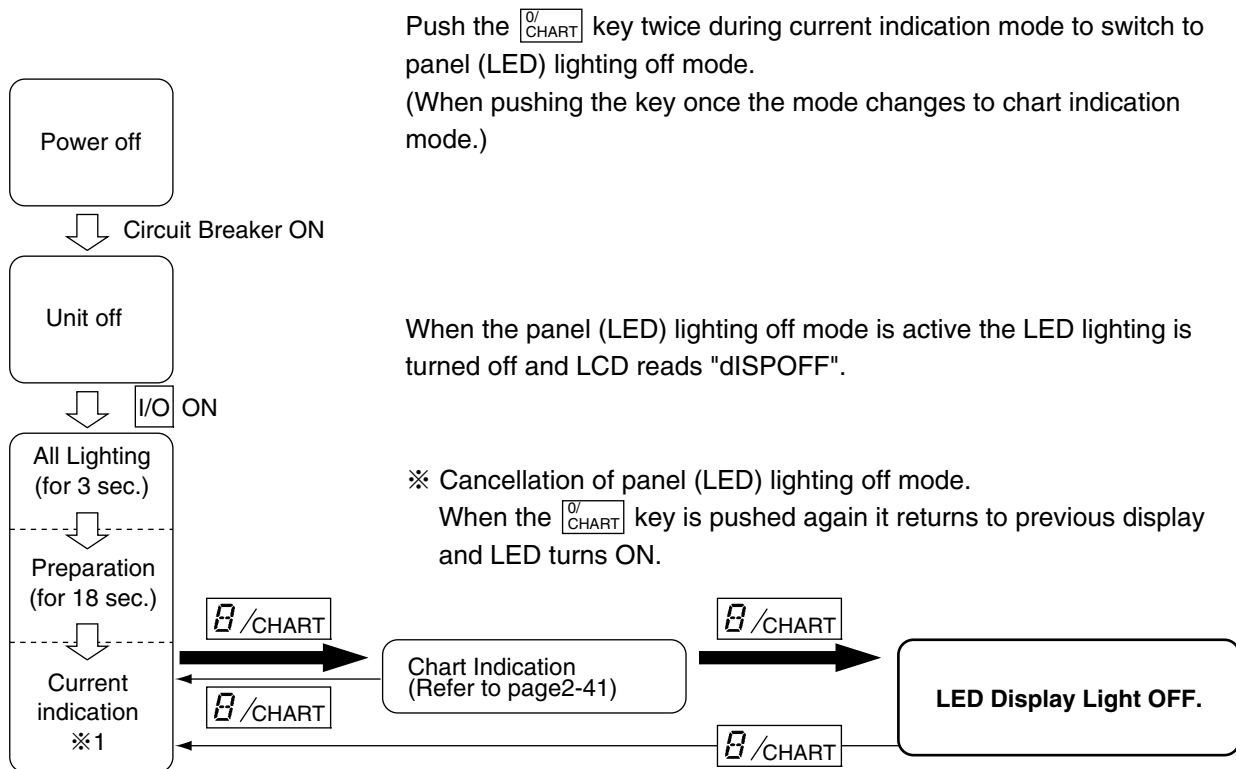 Push the 0/CHART key twice during current indication mode to switch to
panel (LED) lighting off mode.
(When pushing the key once the mode changes to chart indication
mode.)
Power off
Circuit Breaker ON
Unit off
When the panel (LED) lighting off mode is active the LED lighting is
turned off and LCD reads "dISPOFF".
I/O ON
All Lighting
(for 3 sec.)
※ Cancellation of panel (LED) lighting off mode.
When the 0/CHART key is pushed again it returns to previous display
and LED turns ON.
Preparation
(for 18 sec.)
8/CHART
8/CHART
Chart Indication
(Refer to page2-41)
Current
indication
※1
8/CHART
LED Display Light OFF.
8/CHART